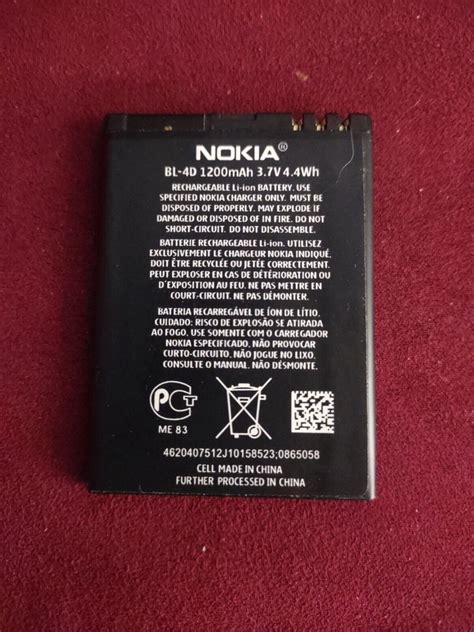 NOKIA®
BL-4D 1200mAh 3.7V 4.4Wh
RECHARGEABLE Li-ion BATTERY. USE
SPECIFIED NOKIA CHARGER ONLY. MUST BE
DISPOSED OF PROPERLY. MAY EXPLODE IF
DAMAGED OR DISPOSED OF IN FIRE. DO NOT
SHORT-CIRCUIT. DO NOT DISASSEMBLE.
BATTERIE RECHARGEABLE Li-ion. UTILISEZ
EXCLUSIVEMENT LE CHARGEUR NOKIA INDIQUÉ.
DOIT ÊTRE RECYCLÉE OU JETÉE CORRECTEMENT.
PEUT EXPLOSER EN CAS DE DÉTÉRIORATION OU
D'EXPOSITION AU FEU. NE PAS METTRE EN
COURT-CIRCUIT. NE PAS DÉMONTER.
BATERIA RECARREGÁVEL DE ÍON DE LÍTIO.
CUIDADO: RISCO DE EXPLOSÃO SE ATIRADA
AO FOGO. USE SOMENTE COM O CARREGADOR
NOKIA ESPECIFICADO. NÃO PROVOCAR
CURTO-CIRCUITO. NÃO JOGUE NO LIXO.
CONSULTE O MANUAL. NÃO DESMANTELAR.
PCT
ME 83
4620407512J10158523;0865058
CELL MADE IN CHINA
FURTHER PROCESSED IN CHINA